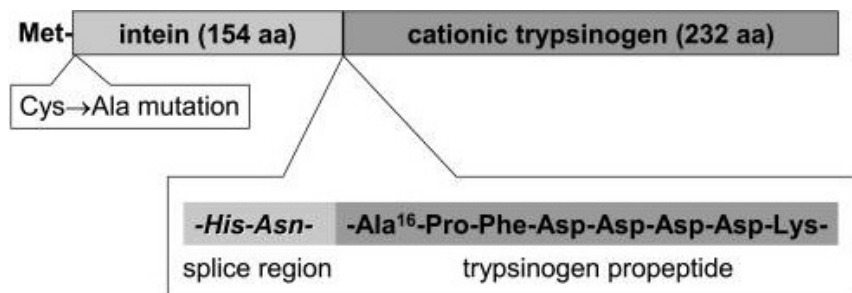 Met- intein (154 aa) cationic trypsinogen (232 aa)
Cys→Ala mutation
-His-Asn- -Ala¹⁶-Pro-Phe-Asp-Asp-Asp-Asp-Lys-
splice region trypsinogen propeptide